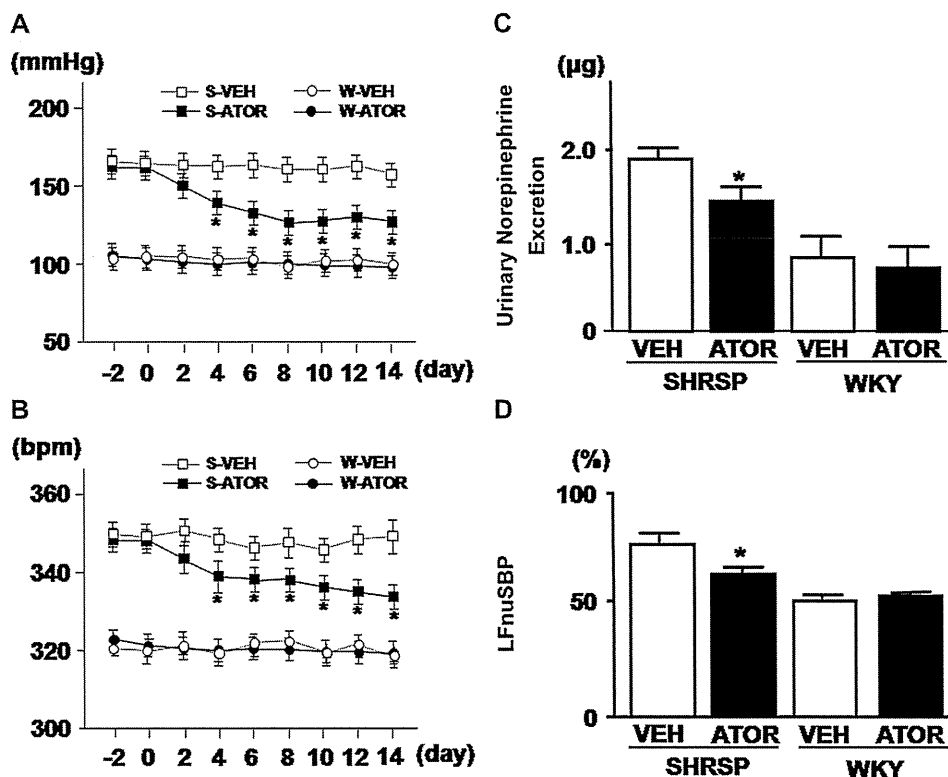 A
(mmHg)
S-VEH W-VEH
S-ATOR W-ATOR
200
150
100
50
-2 0 2 4 6 8 10 12 14 (day)
* * * * * *
B
(bpm)
S-VEH W-VEH
S-ATOR W-ATOR
360
340
320
300
-2 0 2 4 6 8 10 12 14 (day)
* * * * * *
C
(μg)
Urinary Norepinephrine
Excretion
2.0
1.0
0
*
VEH ATOR VEH ATOR
SHRSP WKY
D
(%)
LFnuSBP
100
50
0
*
VEH ATOR VEH ATOR
SHRSP WKY